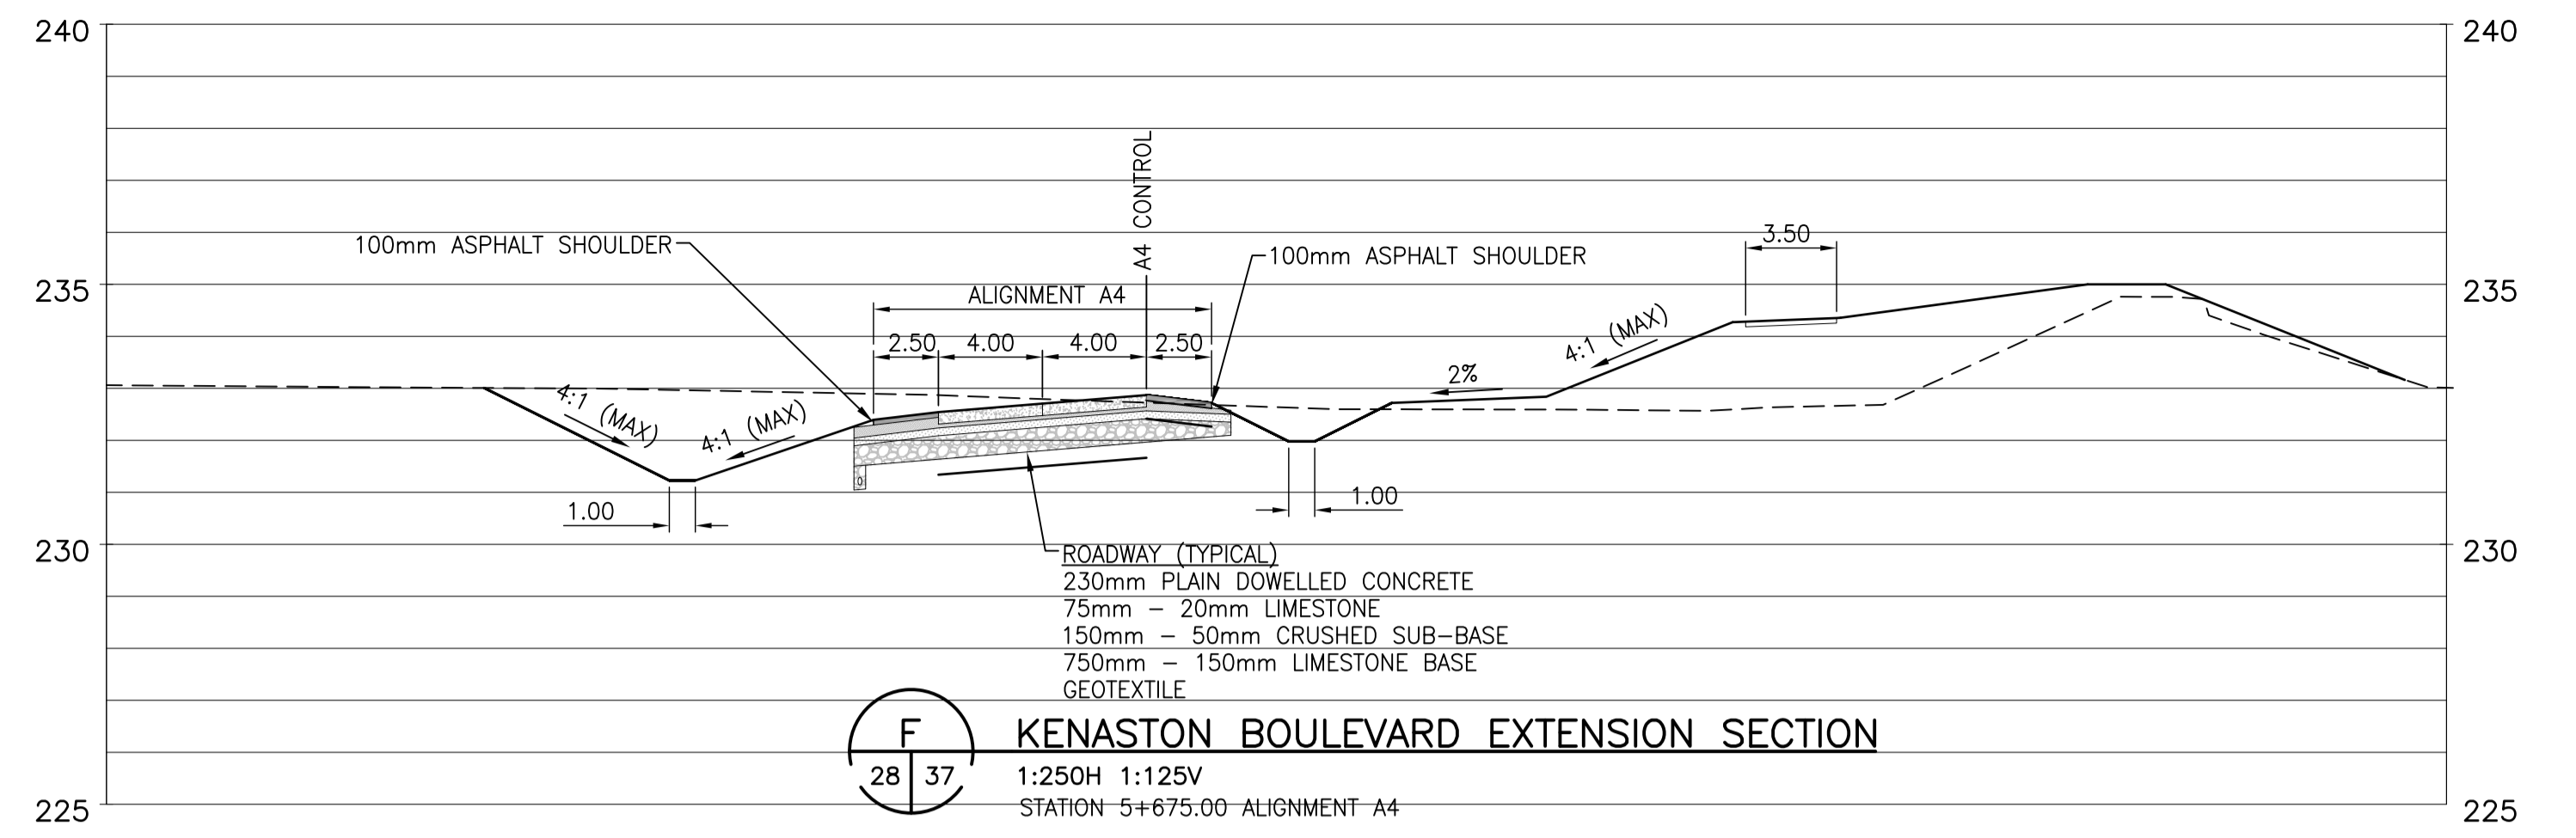 240
240
A4 CONTROL
100mm ASPHALT SHOULDER
100mm ASPHALT SHOULDER
3.50
235
235
ALIGNMENT A4
2.50
4.00
4.00
2.50
4:1 (MAX)
2%
4:1 (MAX)
4:1 (MAX)
1.00
1.00
230
230
ROADWAY (TYPICAL)
230mm PLAIN DOWELLED CONCRETE
75mm – 20mm LIMESTONE
150mm – 50mm CRUSHED SUB–BASE
750mm – 150mm LIMESTONE BASE
GEOTEXTILE
F
28
37
KENASTON BOULEVARD EXTENSION SECTION
1:250H 1:125V
STATION 5+675.00 ALIGNMENT A4
225
225